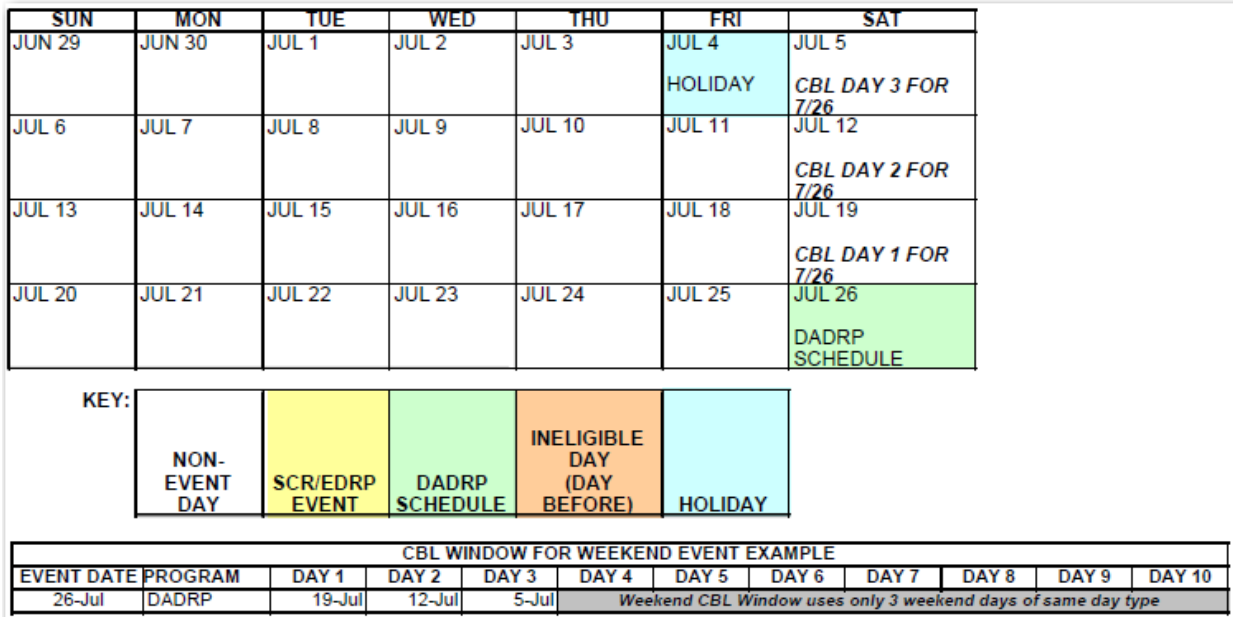 SUN MON TUE WED THU FRI SAT
JUN 29 JUN 30 JUL 1 JUL 2 JUL 3 JUL 4 JUL 5
HOLIDAY CBL DAY 3 FOR
7/26
JUL 6 JUL 7 JUL 8 JUL 9 JUL 10 JUL 11 JUL 12
CBL DAY 2 FOR
7/26
JUL 13 JUL 14 JUL 15 JUL 16 JUL 17 JUL 18 JUL 19
CBL DAY 1 FOR
7/26
JUL 20 JUL 21 JUL 22 JUL 23 JUL 24 JUL 25 JUL 26
DADRP
SCHEDULE
KEY:
NON-
EVENT
DAY
SCR/EDRP
EVENT
DADRP
SCHEDULE
INELIGIBLE
DAY
(DAY
BEFORE)
HOLIDAY
CBL WINDOW FOR WEEKEND EVENT EXAMPLE
EVENT DATE PROGRAM DAY 1 DAY 2 DAY 3 DAY 4 DAY 5 DAY 6 DAY 7 DAY 8 DAY 9 DAY 10
26-Jul DADRP 19-Jul 12-Jul 5-Jul Weekend CBL Window uses only 3 weekend days of same day type